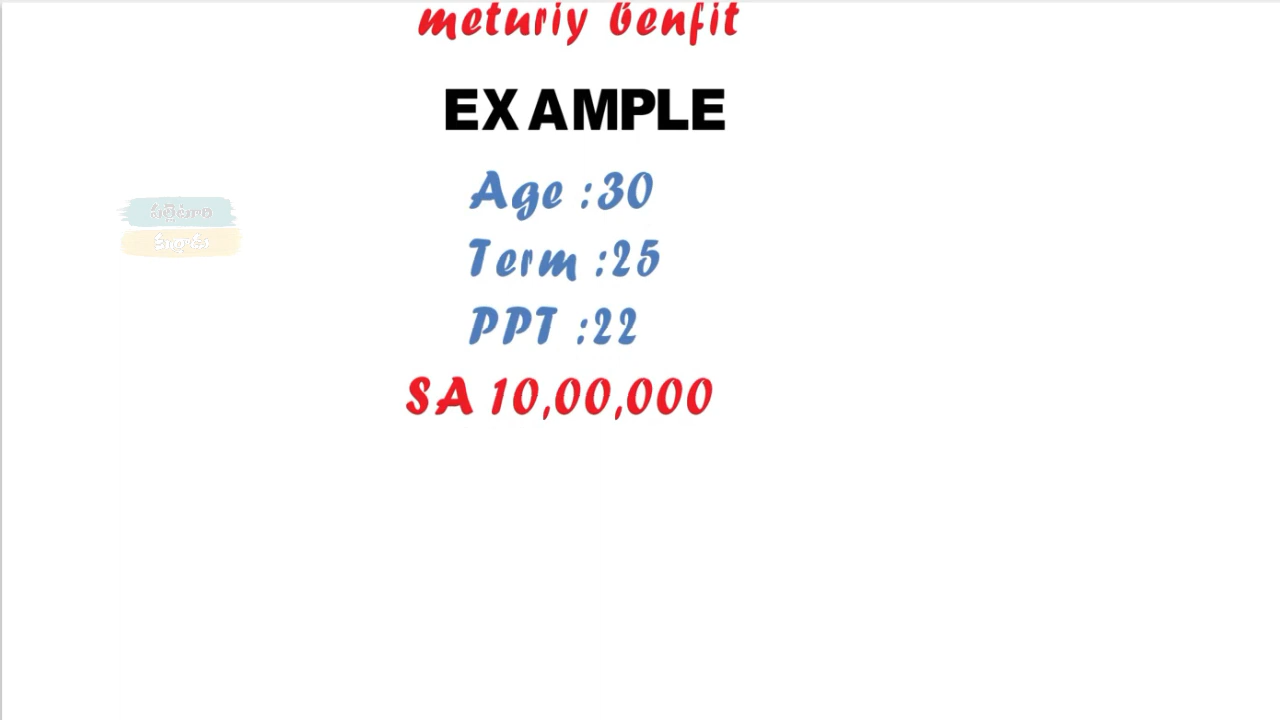 meturiy benfit
EXAMPLE
Age :30
Term :25
PPT :22
SA 10,00,000